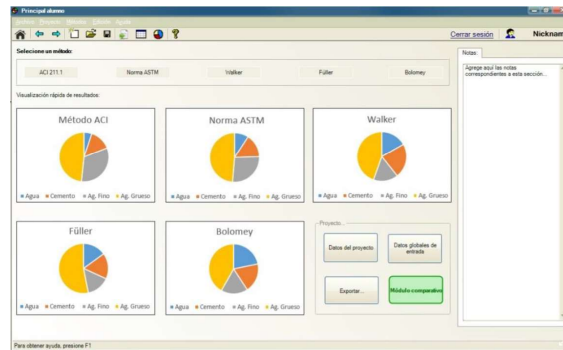 Principal alumno
Archivo Proyecto Métodos Edición Ayuda
Cerrar sesión Nicknam
Selecione un método:
ACI 211.1 Norma ASTM Walker Füller Bolomey
Visualización rápida de resultados:
Método ACI
Agua Cemento Ag. Fino Ag. Grueso
Norma ASTM
Agua Cemento Ag. Fino Ag. Grueso
Walker
Agua Cemento Ag. Fino Ag. Grueso
Füller
Agua Cemento Ag. Fino Ag. Grueso
Bolomey
Agua Cemento Ag. Fino Ag. Grueso
Proyecto...
Datos del proyecto
Datos globales de
entrada
Exportar...
Módulo comparativo
Notas:
Agrege aquí las notas
correspondientes a esta sección...
Para obtener ayuda, presione F1